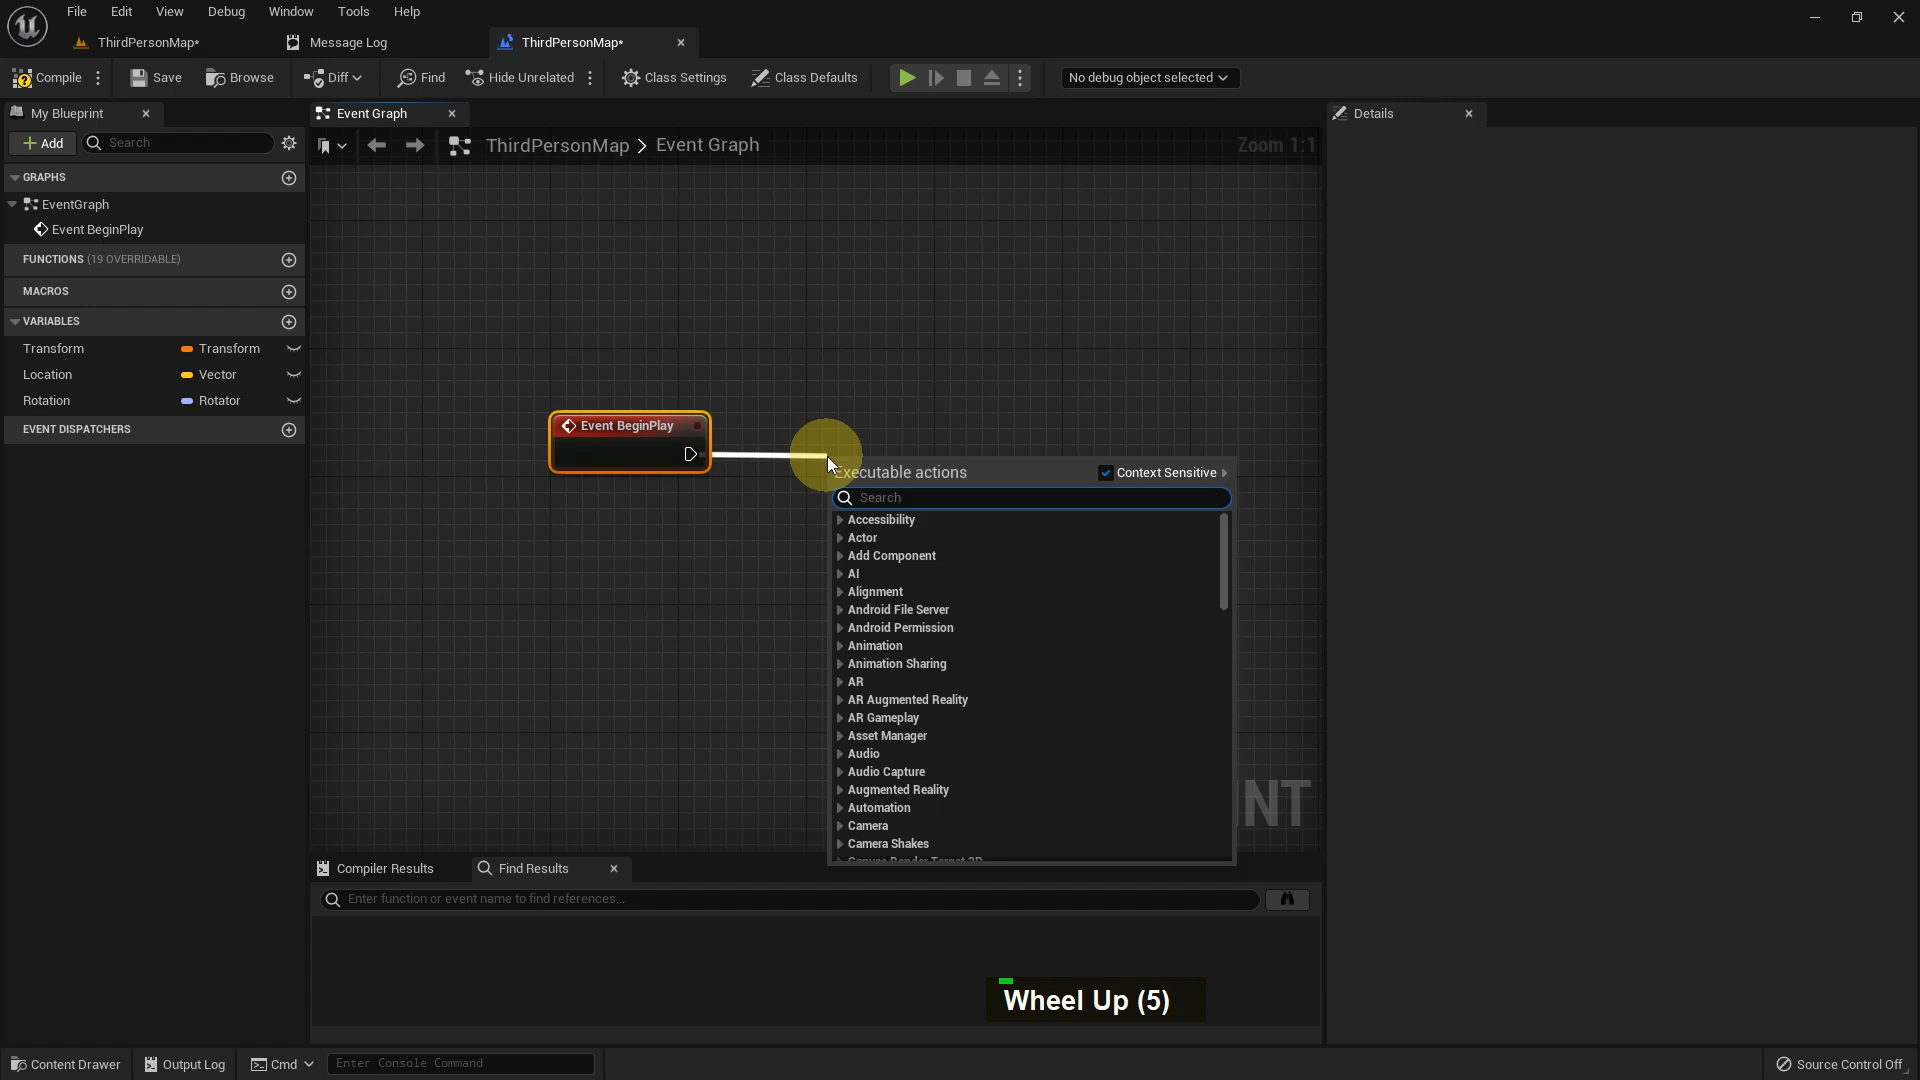 File Edit View Debug Window Tools Help
ThirdPersonMap* Message Log ThirdPersonMap*
Compile Save Browse Diff Find Hide Unrelated Class Settings Class Defaults No debug object selected
My Blueprint Event Graph Details
Add Search ThirdPersonMap > Event Graph Zoom 1:1
GRAPHS
EventGraph
Event BeginPlay
FUNCTIONS (19 OVERRIDABLE)
MACROS
VARIABLES
Transform Transform
Location Vector
Rotation Rotator
EVENT DISPATCHERS
Event BeginPlay
Executable actions Context Sensitive
Search
Accessibility
Actor
Add Component
AI
Alignment
Android File Server
Android Permission
Animation
Animation Sharing
AR
AR Augmented Reality
AR Gameplay
Asset Manager
Audio
Audio Capture
Augmented Reality
Automation
Camera
Camera Shakes
Canvas Render Target 2D
NT
Compiler Results Find Results
Enter function or event name to find references...
Wheel Up (5)
Content Drawer Output Log Cmd Enter Console Command Source Control Off